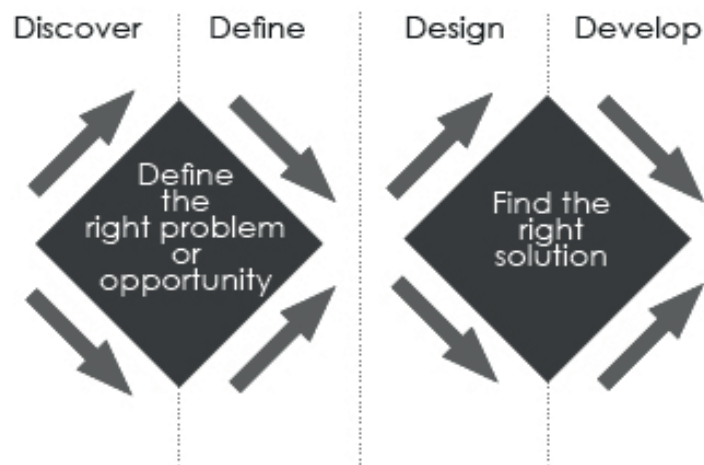 Discover
Define
Design
Develop
Define
the
right problem
or
opportunity
Find the
right
solution